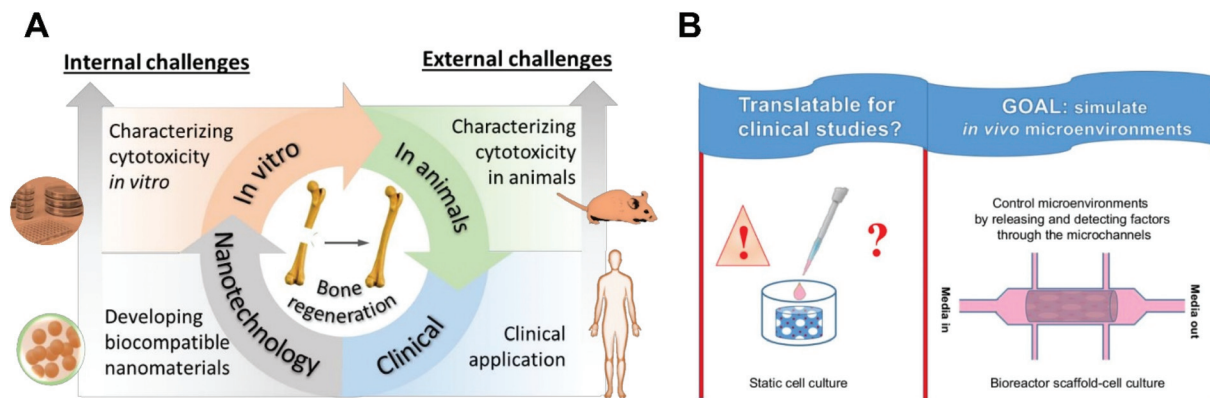 A
Internal challenges
External challenges
Characterizing
cytotoxicity
in vitro
In vitro
In animals
Characterizing
cytotoxicity
in animals
Bone
regeneration
Developing
biocompatible
nanomaterials
Nanotechnology
Clinical
Clinical
application
B
Translatable for
clinical studies?
GOAL: simulate
in vivo microenvironments
!
?
Control microenvironments
by releasing and detecting factors
through the microchannels
Media in
Media out
Static cell culture
Bioreactor scaffold-cell culture